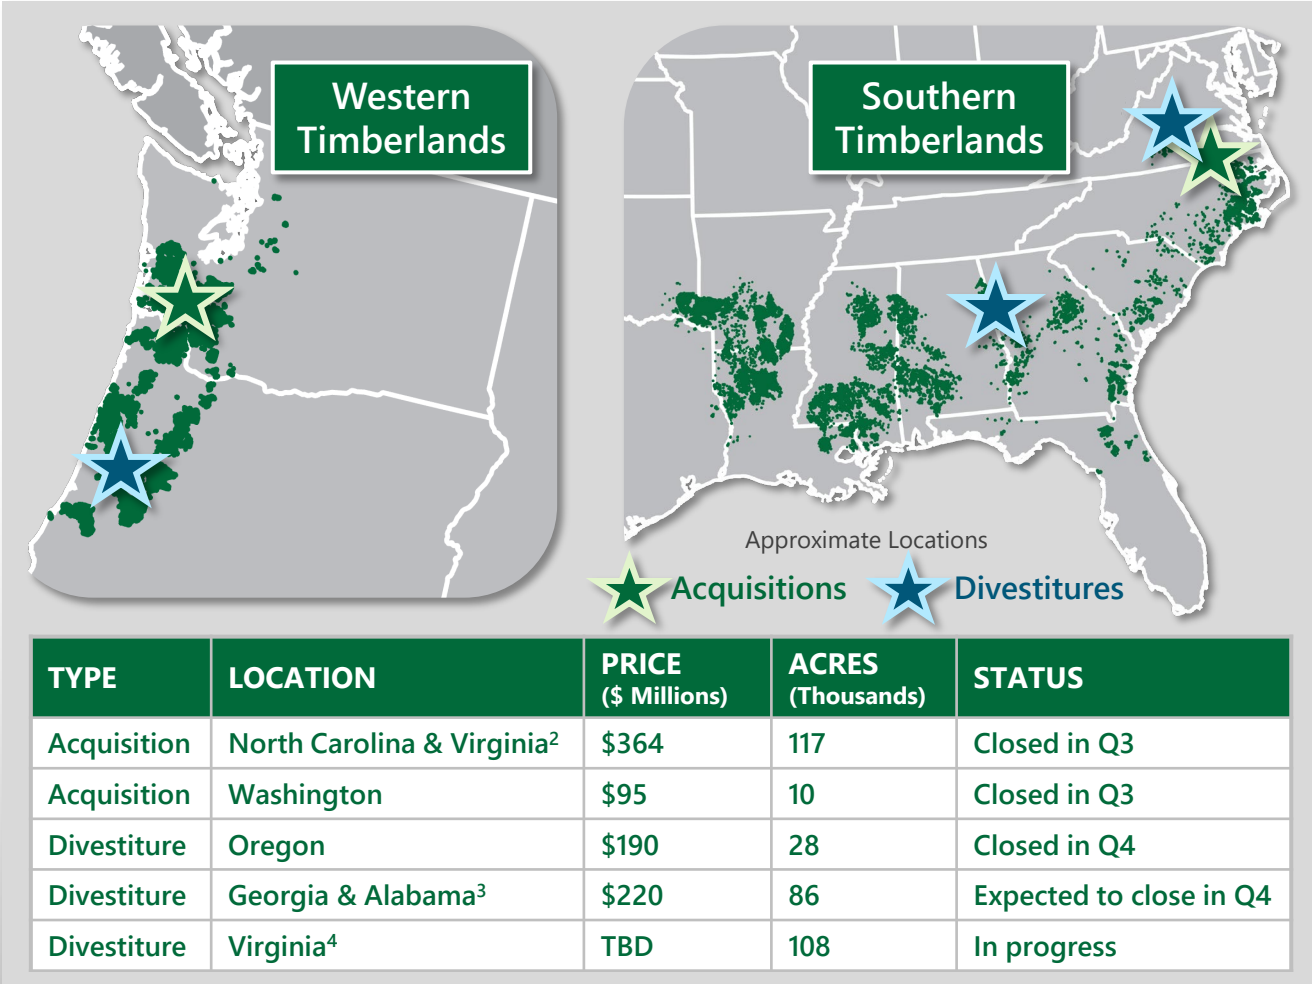 Western
Timberlands
Southern
Timberlands
Approximate Locations
Acquisitions Divestitures
TYPE LOCATION PRICE ($ Millions) ACRES (Thousands) STATUS
Acquisition North Carolina & Virginia² $364 117 Closed in Q3
Acquisition Washington $95 10 Closed in Q3
Divestiture Oregon $190 28 Closed in Q4
Divestiture Georgia & Alabama³ $220 86 Expected to close in Q4
Divestiture Virginia⁴ TBD 108 In progress